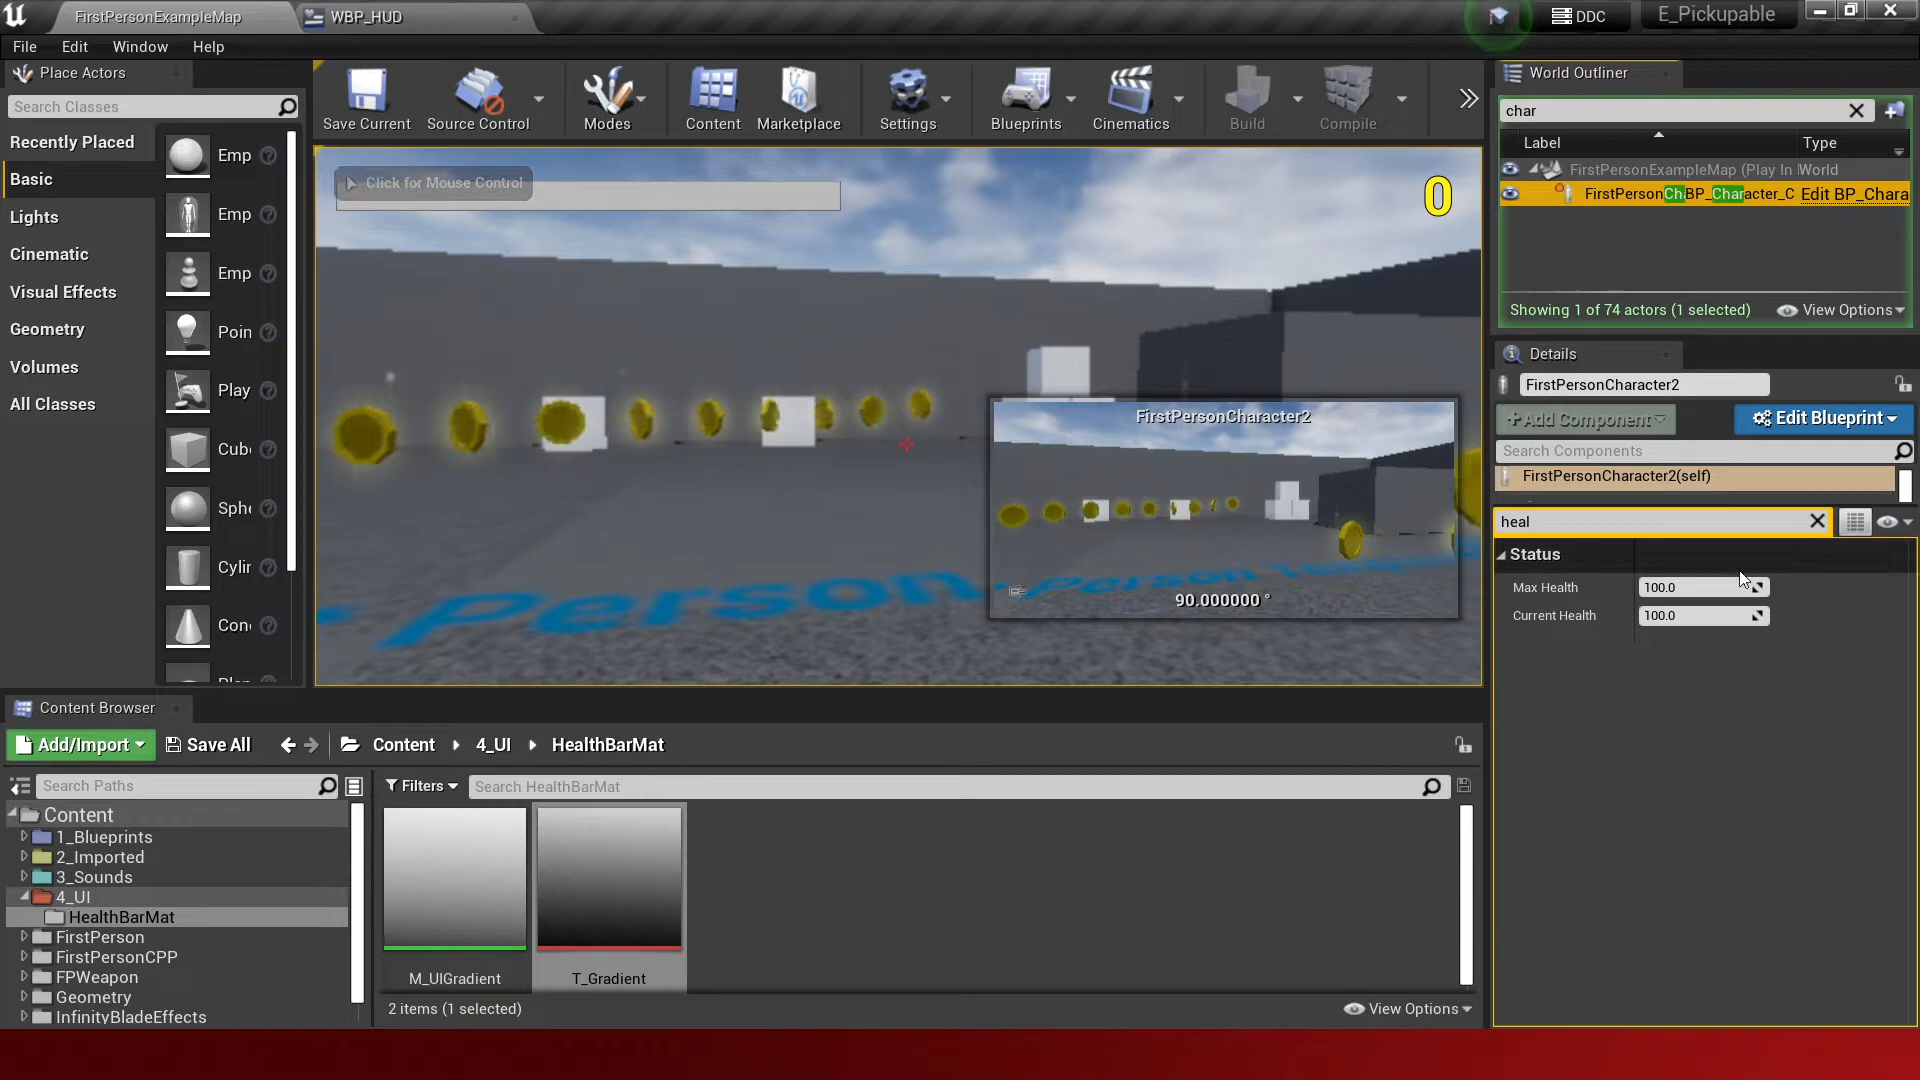 FirstPersonExampleMap
WBP_HUD
DDC
E_Pickupable
File Edit Window Help
Place Actors
Search Classes
Recently Placed
Basic
Lights
Cinematic
Visual Effects
Geometry
Volumes
All Classes
Emp
Emp
Emp
Poin
Play
Cub
Sphe
Cylin
Con
Save Current
Source Control
Modes
Content
Marketplace
Settings
Blueprints
Cinematics
Build
Compile
Click for Mouse Control
0
FirstPersonCharacter2
90.000000 °
Person
World Outliner
char
Label Type
FirstPersonExampleMap (Play In World
FirstPersonChBP_Character_C Edit BP_Chara
Showing 1 of 74 actors (1 selected) View Options
Details
FirstPersonCharacter2
+Add Component Edit Blueprint
Search Components
FirstPersonCharacter2(self)
heal
Status
Max Health 100.0
Current Health 100.0
Content Browser
Add/Import Save All Content 4_UI HealthBarMat
Search Paths
Filters Search HealthBarMat
Content
1_Blueprints
2_Imported
3_Sounds
4_UI
HealthBarMat
FirstPerson
FirstPersonCPP
FPWeapon
Geometry
InfinityBladeEffects
M_UIGradient
T_Gradient
2 items (1 selected) View Options